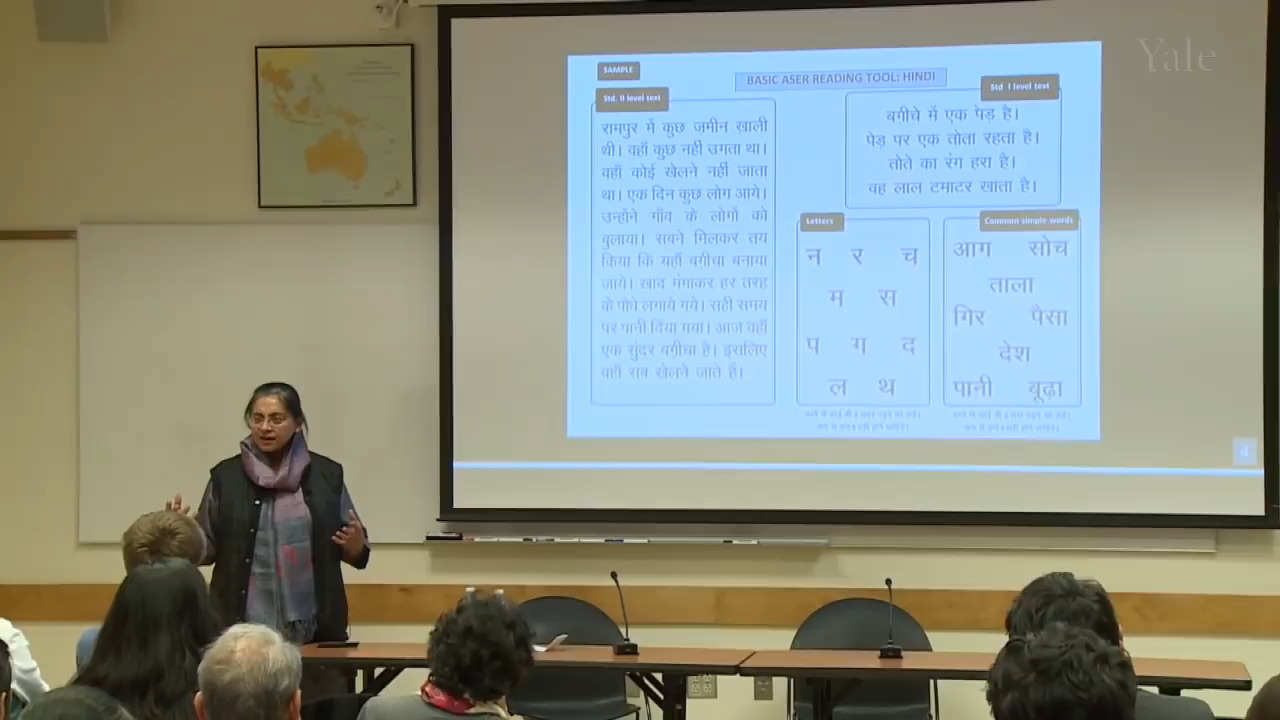 Yale
SAMPLE
BASIC ASER READING TOOL: HINDI
Std. II level text
रामपुर में कुछ ज़मीन खाली
थी। वहाँ कुछ नहीं उगता था।
वहाँ कोई खेलने नहीं जाता
था। एक दिन कुछ लोग आये।
उन्होंने गाँव के लोगों को
बुलाया। सबने मिलकर तय
किया कि यहाँ बग़ीचा बनाया
जाये। खाद मंगाकर हर तरह
के पौधे लगाये गये। सही समय
पर पानी दिया गया। आज वहाँ
एक सुंदर बग़ीचा है। इसलिए
वहाँ सब खेलने जाते हैं।
Std I level text
बगीचे में एक पेड़ है।
पेड़ पर एक तोता रहता है।
तोते का रंग हरा है।
वह लाल टमाटर खाता है।
Letters
न र च
म स
प ग द
ल थ
Common simple words
आग सोच
ताला
गिर पैसा
देश
पानी बूढा
4